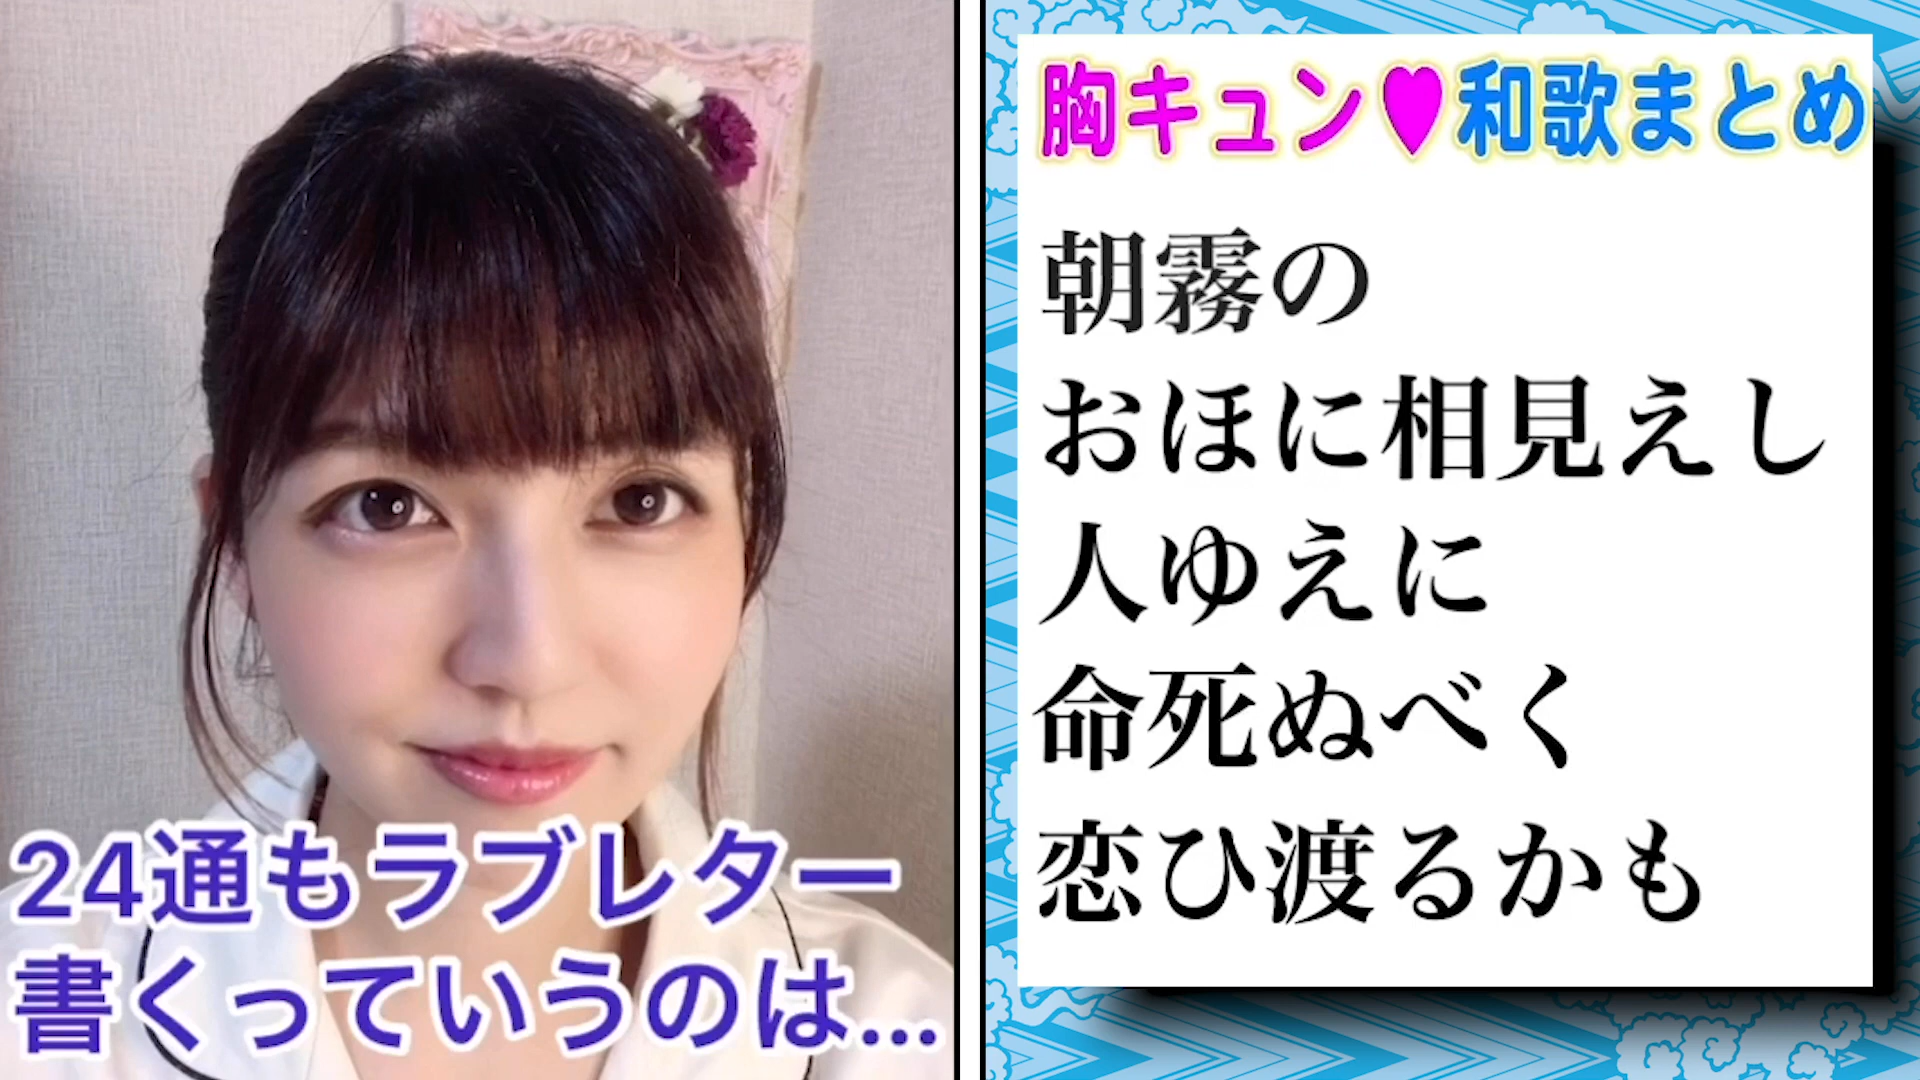 24通もラブレター
書くっていうのは...
胸キュン♥和歌まとめ
朝霧の
おほに相見えし
人ゆえに
命死ぬべく
恋ひ渡るかも